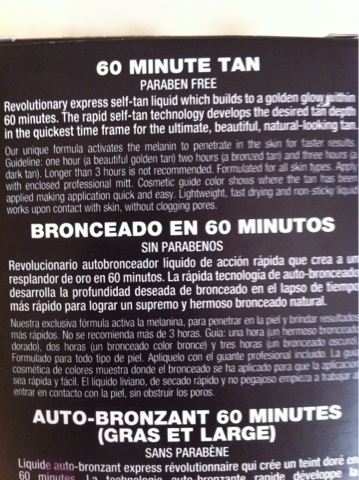 60 MINUTE TAN
PARABEN FREE
Revolutionary express self-tan liquid which builds to a golden glow within
60 minutes. The rapid self-tan technology develops the desired tan depth
in the quickest time frame for the ultimate, beautiful, natural-looking tan.
Our unique formula activates the melanin to penetrate in the skin for faster results.
Guideline: one hour (a beautiful golden tan) two hours (a bronzed tan) and three hours (a
dark tan). Longer than 3 hours is not recommended. Formulated for all skin types. Apply
with enclosed professional mitt. Cosmetic guide color shows where the tan has been
applied making application quick and easy. Lightweight, fast drying and non-sticky liquid
works upon contact with skin, without clogging pores.
BRONCEADO EN 60 MINUTOS
SIN PARABENOS
Revolucionario autobronceador líquido de acción rápida que crea un
resplandor de oro en 60 minutos. La rápida tecnología de auto-bronceado
desarrolla la profundidad deseada de bronceado en el lapso de tiempo
más rápido para lograr un supremo y hermoso bronceado natural.
Nuestra exclusiva fórmula activa la melanina, para penetrar en la piel y brindar resultados
más rápidos. No se recomienda más de 3 horas. Guía: una hora (un hermoso bronceado
dorado), dos horas (un bronceado color bronce) y tres horas (un bronceado oscuro).
Formulado para todo tipo de piel. Aplíquelo con el guante profesional incluido. La guía
cosmética de colores muestra donde el bronceado se ha aplicado para que la aplicación
sea rápida y fácil. El líquido liviano, de secado rápido y no pegajoso empieza a trabajar al
entrar en contacto con la piel, sin obstruir los poros.
AUTO-BRONZANT 60 MINUTES
(GRAS ET LARGE)
SANS PARABÈNE
Liquide auto-bronzant express révolutionnaire qui crée un teint doré en
60 minutes. La technologie auto-bronzante rapide développe la